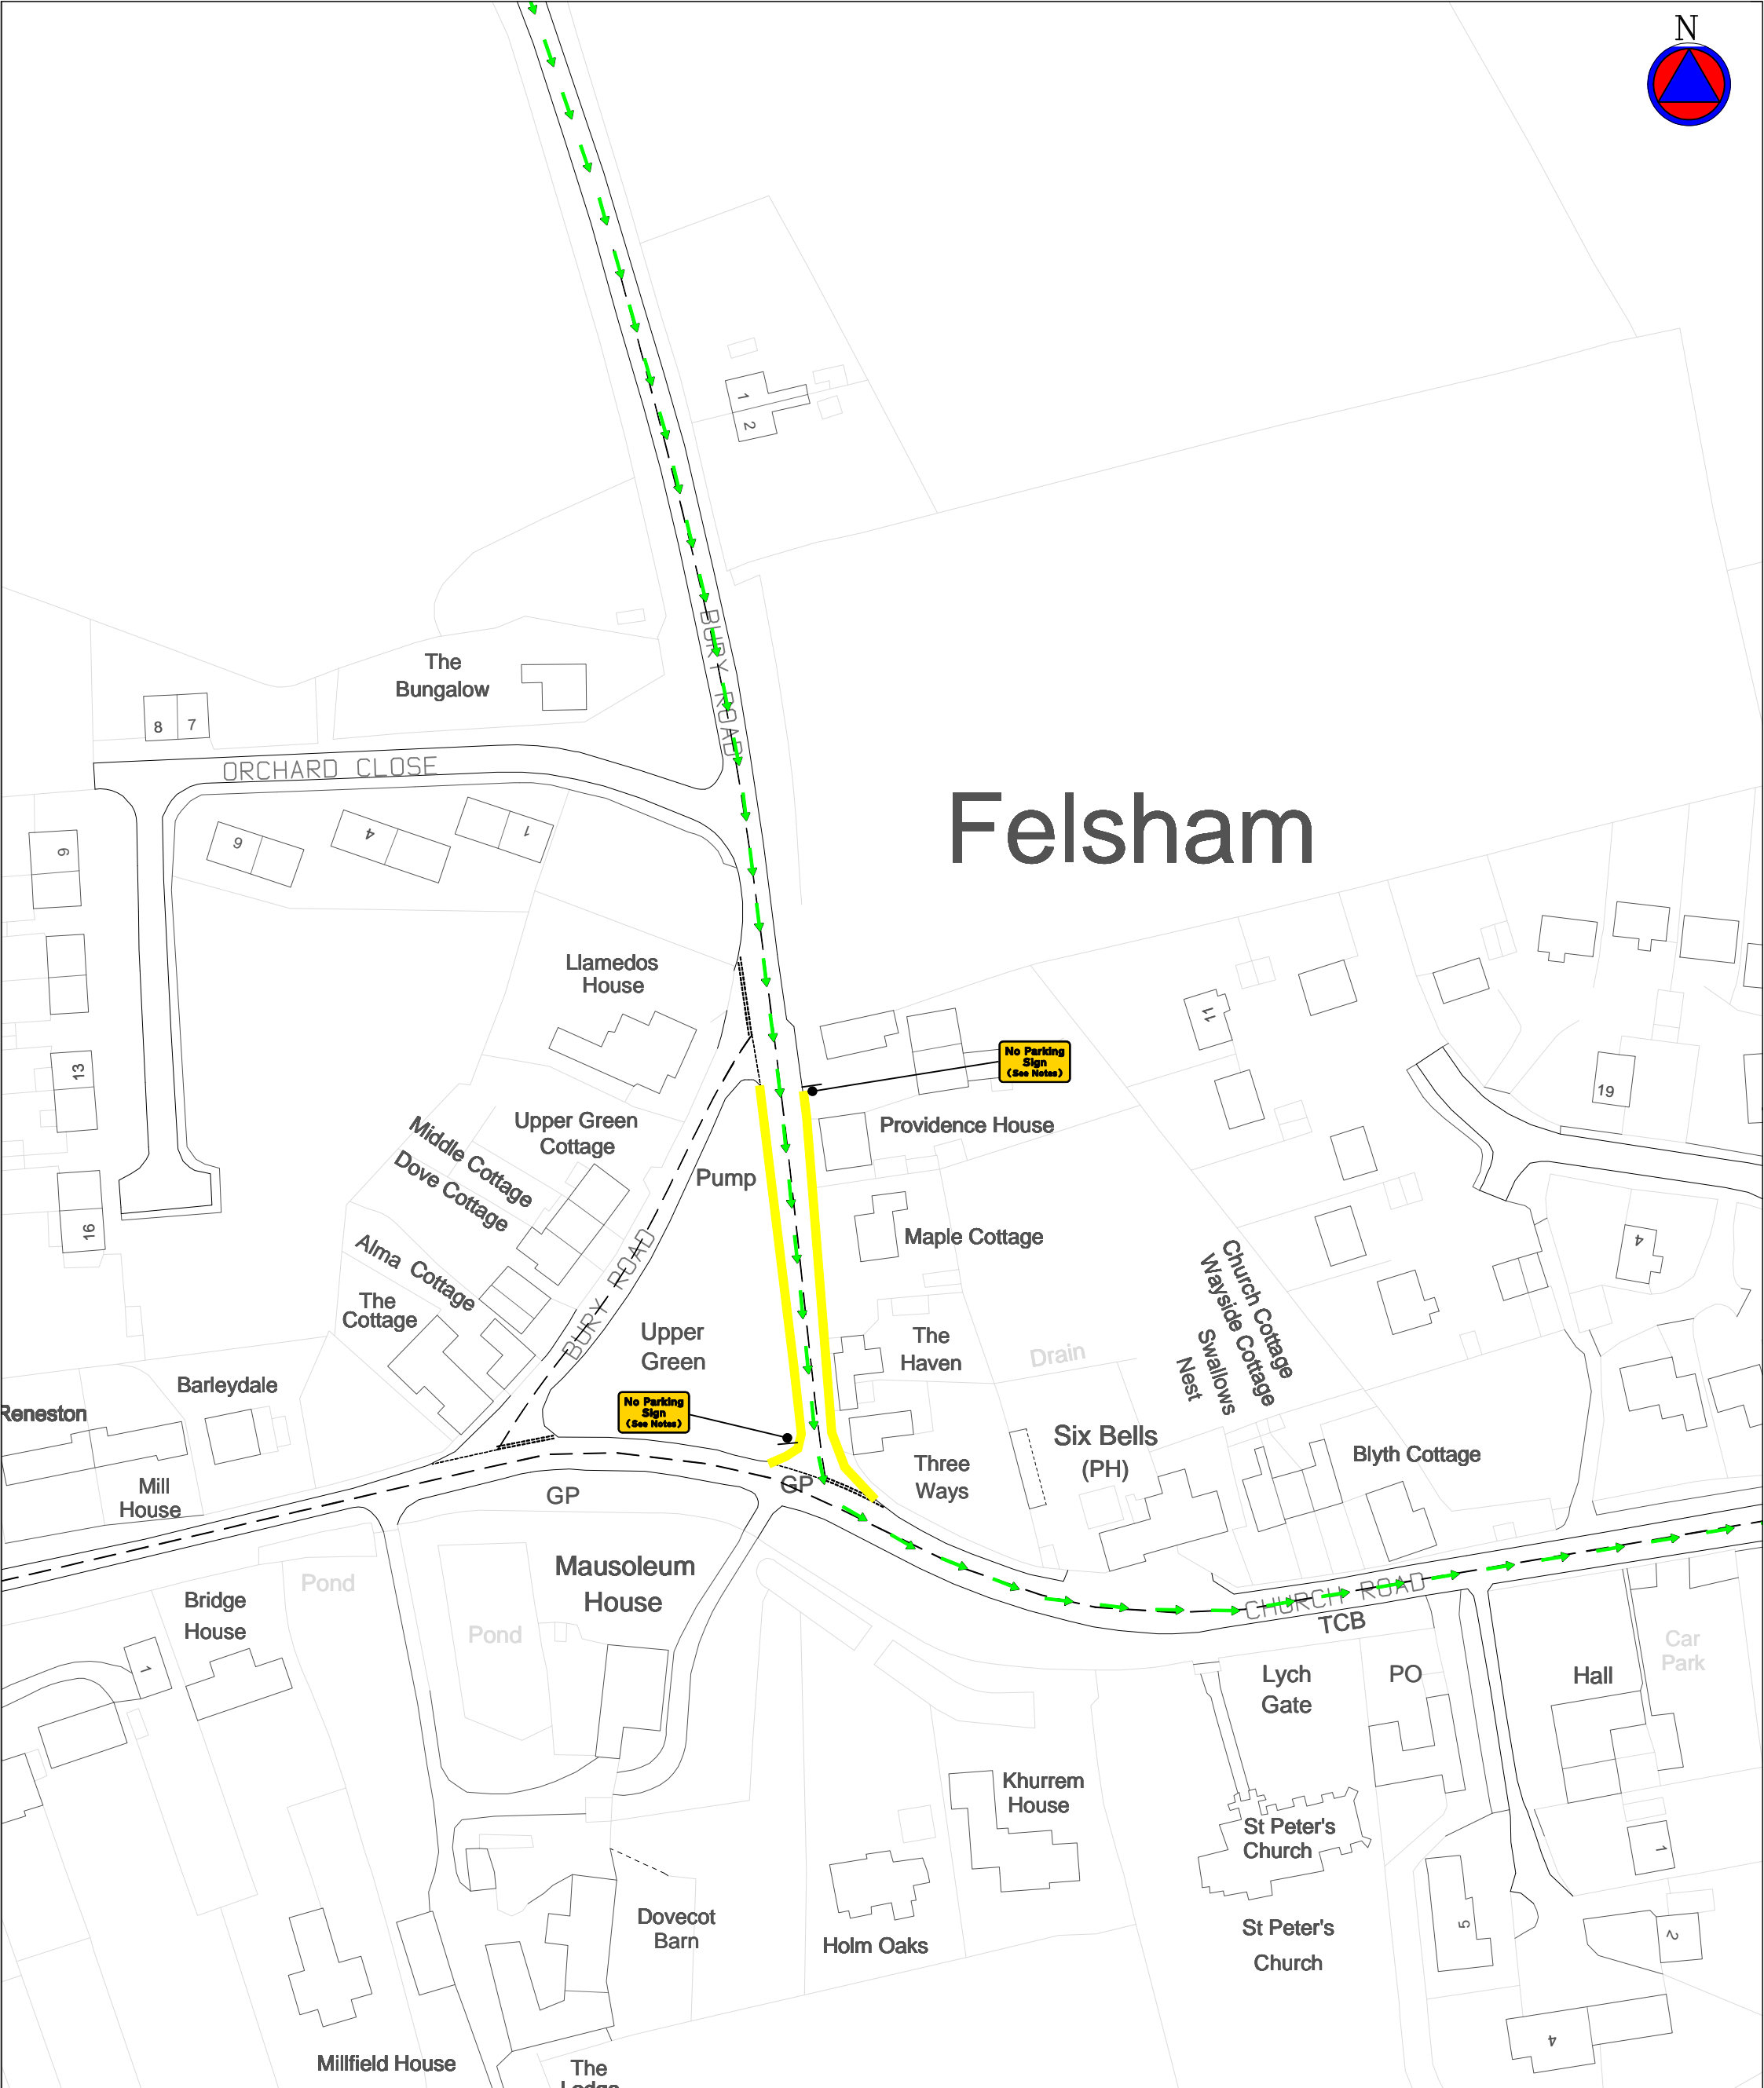 N
1
2
BURY ROAD
The
Bungalow
8
7
ORCHARD CLOSE
Felsham
6
4
1
9
Llamedos
House
11
No Parking
Sign
(See Notes)
13
19
Upper Green
Cottage
Middle Cottage
Dove Cottage
Providence House
Pump
16
Maple Cottage
4
Alma Cottage
BURY ROAD
The
Cottage
Church Cottage
Wayside Cottage
Swallows
Nest
Upper
Green
The
Haven
Drain
Barleydale
Reneston
No Parking
Sign
(See Notes)
Six Bells
(PH)
Blyth Cottage
Mill
House
Three
Ways
GP
GP
Mausoleum
House
Pond
Bridge
House
CHURCH ROAD
TCB
Pond
1
Lych
Gate
PO
Hall
Car
Park
Khurrem
House
St Peter's
Church
1
Dovecot
Barn
Holm Oaks
St Peter's
Church
5
2
4
Millfield House
The
Lodge